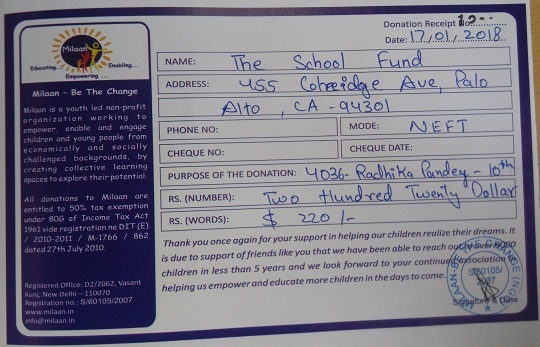 Milaan
Educating...
Enabling...
Empowering ...
Milaan - Be The Change
Milaan is a youth led non-profit
organization working to
empower, enable and engage
children and young people from
economically and socially
challenged backgrounds, by
creating collective learning
spaces to explore their potential.
All donations to Milaan are
entitled to 50% tax exemption
under 80G of Income Tax Act
1961 vide registration no DIT (E)
/ 2010-2011 / M-1766 / 862
dated 27th July 2010.
Registered Office: D2/2062, Vasant
Kunj, New Delhi - 110070
Registration no.: S/60105/2007
www.milaan.in
info@milaan.in
Donation Receipt No.
Date: 17/01/2018
NAME: The School Fund
ADDRESS: 455 Ave, Palo
Alto, CA - 94301
PHONE NO: MODE: NEFT
CHEQUE NO: CHEQUE DATE:
PURPOSE OF THE DONATION: 4036- Radhika Pandey - 10th
RS. (NUMBER): Two Hundred Twenty Dollar
RS. (WORDS): $ 220 /-
Thank you once again for your support in helping our children realize their dreams. It
is due to support of friends like you that we have been able to reach out to over
children in less than 5 years and we look forward to your continued association in
helping us empower and educate more children in the days to come.
S/60105/
2007
Signature & Date